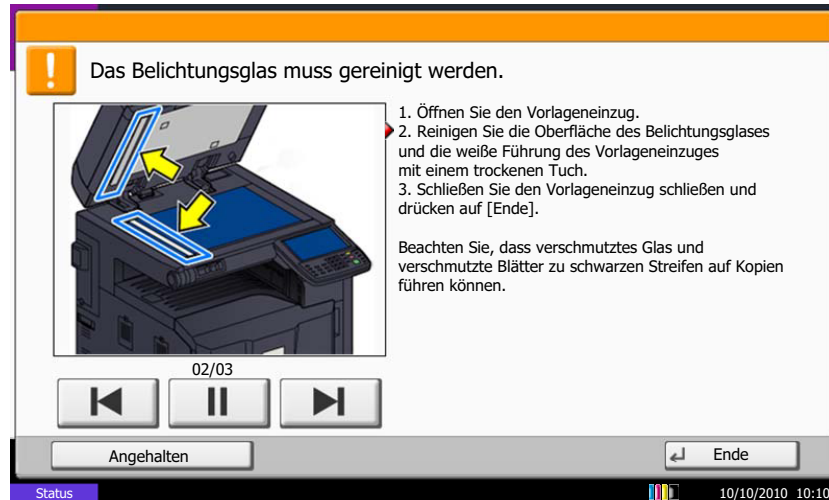 Das Belichtungsglas muss gereinigt werden.
1. Öffnen Sie den Vorlageneinzug.
2. Reinigen Sie die Oberfläche des Belichtungsglases
und die weiße Führung des Vorlageneinzuges
mit einem trockenen Tuch.
3. Schließen Sie den Vorlageneinzug schließen und
drücken auf [Ende].
Beachten Sie, dass verschmutztes Glas und
verschmutzte Blätter zu schwarzen Streifen auf Kopien
führen können.
02/03
Angehalten
Ende
Status
10/10/2010 10:10